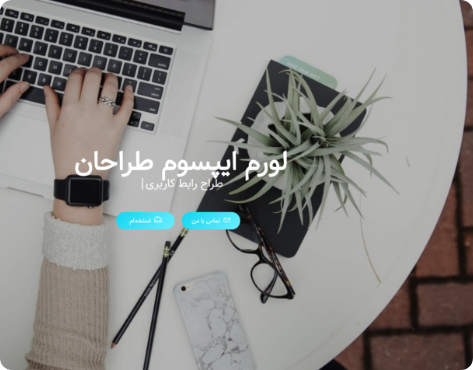 لورم ایپسوم طراحان
طراح رابط کاربری|
تماس با من
استخدام